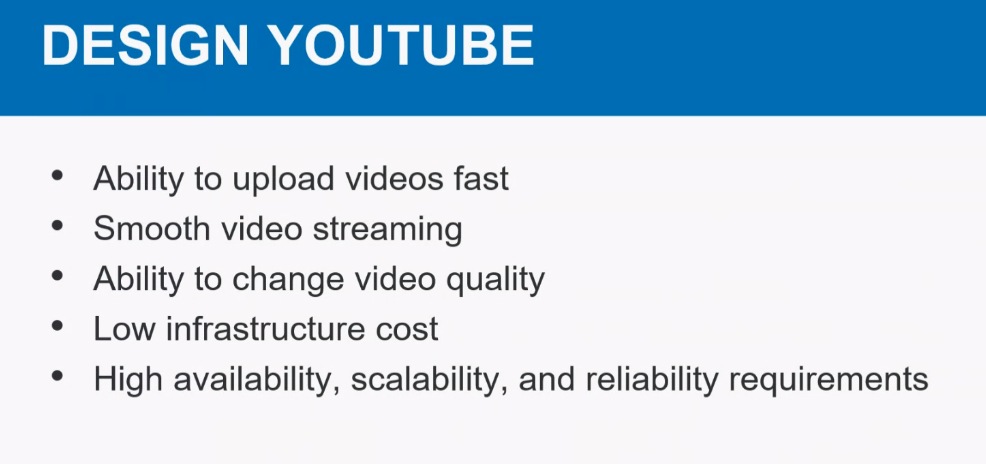 DESIGN YOUTUBE
• Ability to upload videos fast
• Smooth video streaming
• Ability to change video quality
• Low infrastructure cost
• High availability, scalability, and reliability requirements